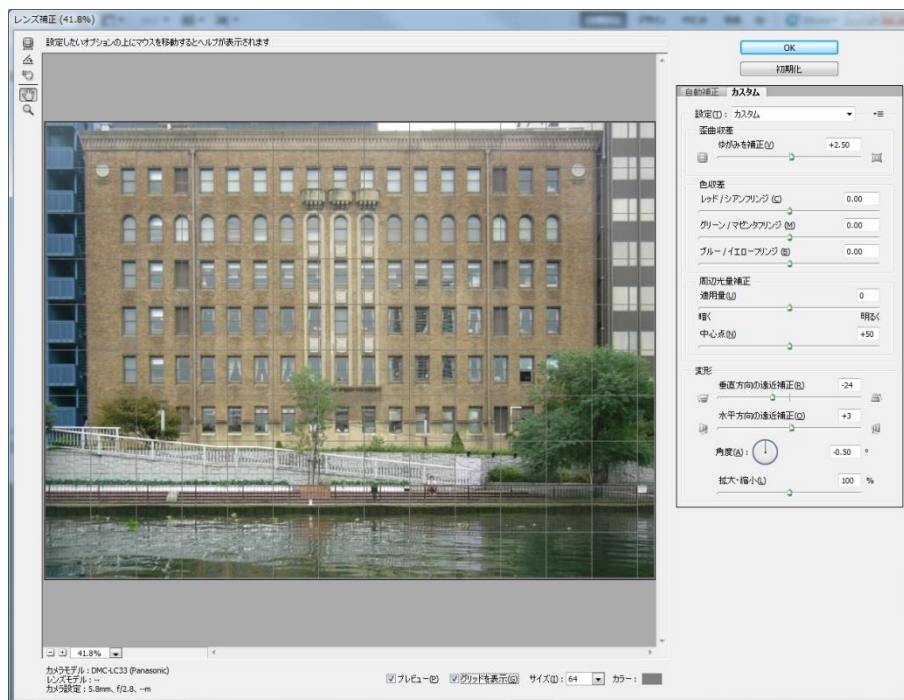 レンズ補正 (41.8%)
設定したいオプションの上にマウスを移動するとヘルプが表示されます
OK
初期化
自動補正 カスタム
設定(T): カスタム
歪曲収差
ゆがみを補正(V) +2.50
色収差
レッド / シアンフリンジ (C) 0.00
グリーン / マゼンタフリンジ (M) 0.00
ブルー / イエローフリンジ (B) 0.00
周辺光量補正
適用量(U) 0
暗く 明るく
中心点(N) +50
変形
垂直方向の遠近補正(R) -24
水平方向の遠近補正(O) +3
角度(A): -0.50 °
拡大・縮小(L) 100 %
41.8%
カメラモデル : DMC-LC33 (Panasonic)
レンズモデル : --
カメラ設定 : 5.8mm、f/2.8、--m
プレビュー(P) グリッドを表示(G) サイズ(I): 64 カラー :